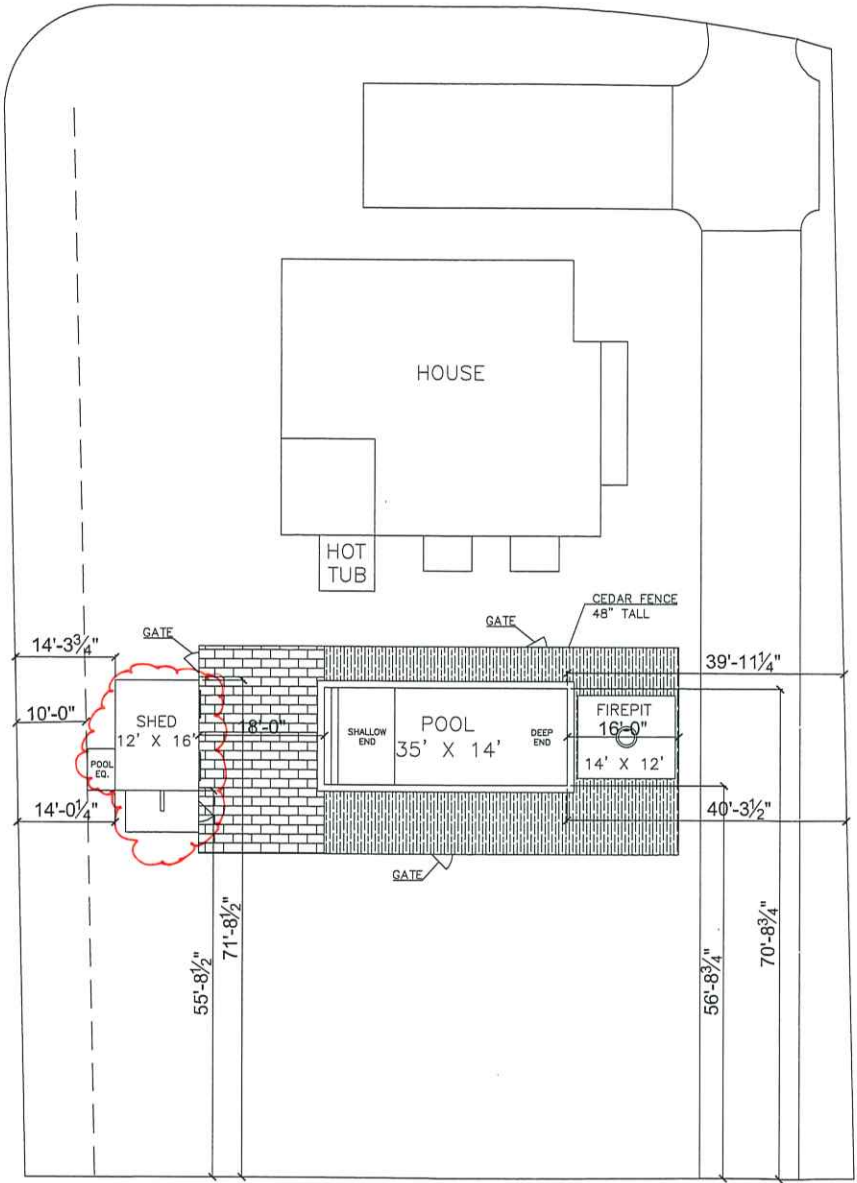 HOUSE
HOT
TUB
CEDAR FENCE
48" TALL
GATE
GATE
14'-3¾"
39'-11¼"
10'-0"
SHED
12' X 16'
18'-0"
SHALLOW
END
POOL
35' X 14'
DEEP
END
FIREPIT
16'-0"
14' X 12'
POOL
EQ.
14'-0¼"
40'-3½"
GATE
55'-8½"
71'-8½"
56'-8¾"
70'-8¾"